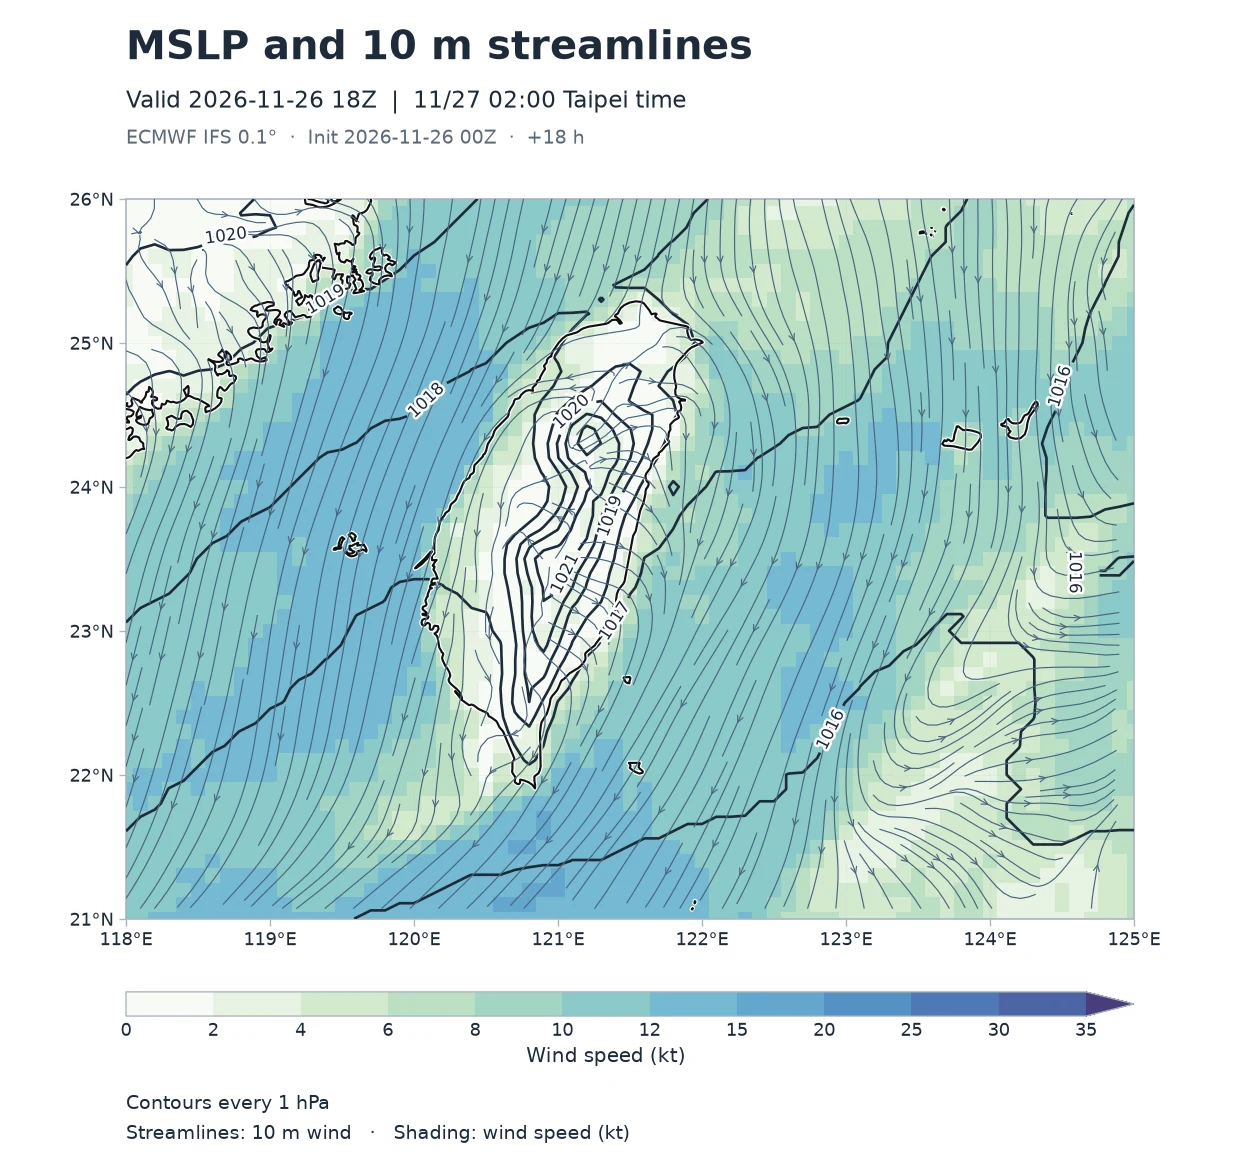 MSLP and 10 m streamlines
Valid 2026-11-26 18Z | 11/27 02:00 Taipei time
ECMWF IFS 0.1° · Init 2026-11-26 00Z · +18 h
26°N
25°N
24°N
23°N
22°N
21°N
1020
1019
1018
1020
1016
1019
1021
1016
1017
1016
118°E 119°E 120°E 121°E 122°E 123°E 124°E 125°E
0 2 4 6 8 10 12 15 20 25 30 35
Wind speed (kt)
Contours every 1 hPa
Streamlines: 10 m wind · Shading: wind speed (kt)